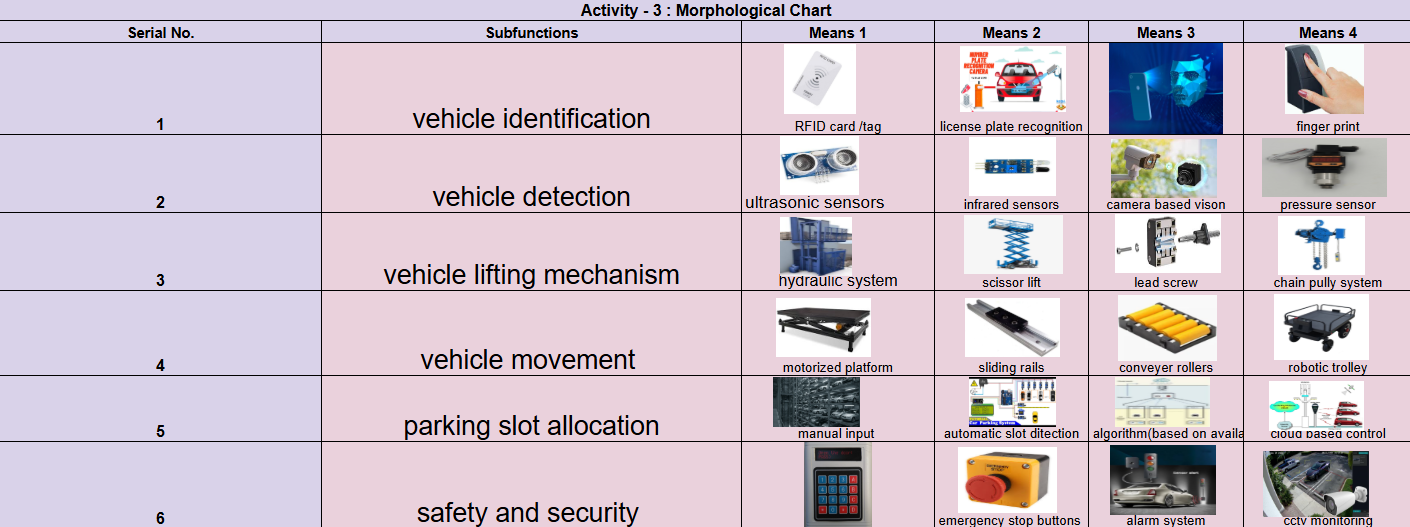 Activity - 3 : Morphological Chart
Serial No. Subfunctions Means 1 Means 2 Means 3 Means 4
NUMBER
PLATE
RECOGNITION
CAMERA
1 vehicle identification RFID card /tag license plate recognition finger print
2 vehicle detection ultrasonic sensors infrared sensors camera based vison pressure sensor
3 vehicle lifting mechanism hydraulic system scissor lift lead screw chain pully system
4 vehicle movement motorized platform sliding rails conveyer rollers robotic trolley
Car Parking System
5 parking slot allocation manual input automatic slot ditection algorithm(based on availa cloud based control
6 safety and security emergency stop buttons alarm system cctv monitoring